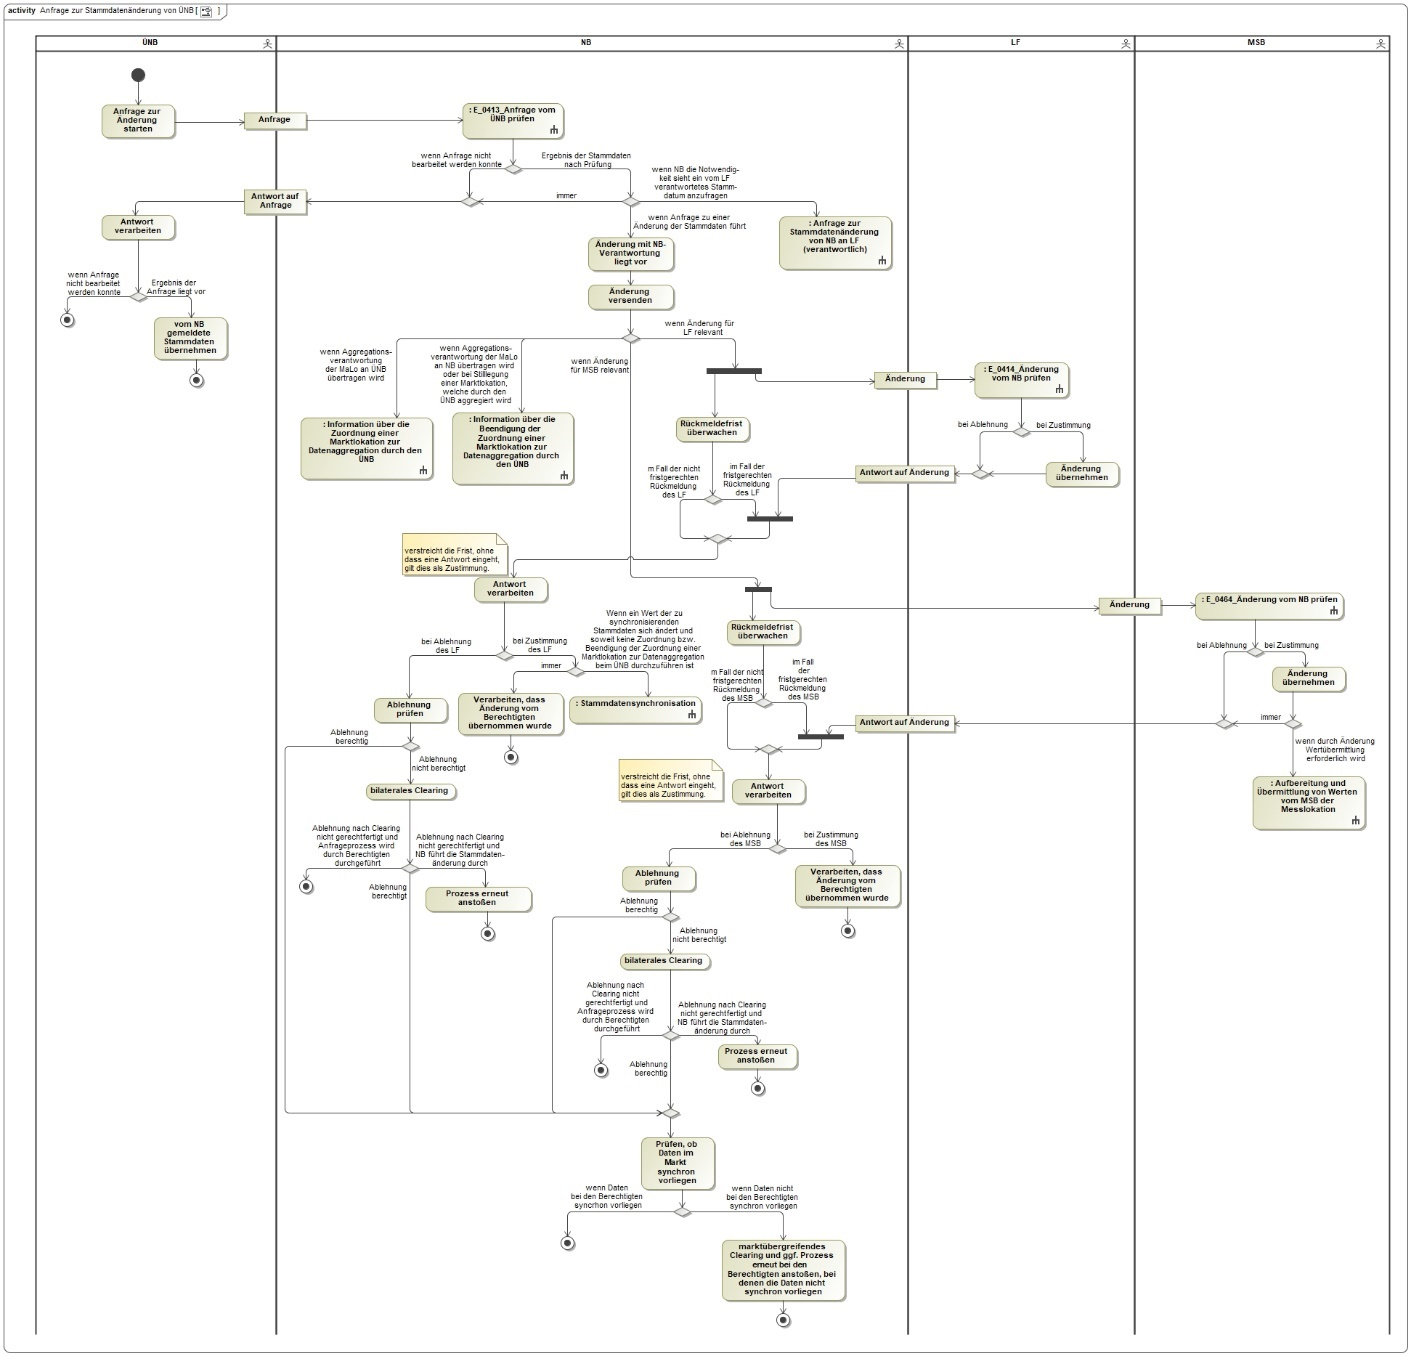 activity Anfrage zur Stammdatenänderung von ÜNB [ ]
ÜNB
NB
LF
MSB
Anfrage zur
Änderung
starten
Anfrage
: E_0413_Anfrage vom
ÜNB prüfen
wenn Anfrage nicht
bearbeitet werden konnte
Ergebnis der Stammdaten
nach Prüfung
wenn NB die Notwendig-
keit sieht ein vom LF
verantwortetes Stamm-
datum anzufragen
immer
Antwort auf
Anfrage
Antwort
verarbeiten
wenn Anfrage zu einer
Änderung der Stammdaten führt
: Anfrage zur
Stammdatenänderung
von NB an LF
(verantwortlich)
Änderung mit NB-
Verantwortung
liegt vor
wenn Anfrage
nicht bearbeitet
werden konnte
Ergebnis der
Anfrage liegt vor
Änderung
versenden
vom NB
gemeldete
Stammdaten
übernehmen
wenn Änderung für
LF relevant
wenn Aggregations-
verantwortung
der MaLo an ÜNB
übertragen wird
wenn Aggregations-
verantwortung der MaLo
an NB übertragen wird
oder bei Stilllegung
einer Marktlokation,
welche durch den
ÜNB aggregiert wird
wenn Änderung
für MSB relevant
Änderung
: E_0414_Änderung
vom NB prüfen
: Information über die
Zuordnung einer
Marktlokation zur
Datenaggregation durch den
ÜNB
: Information über die
Beendigung der
Zuordnung einer
Marktlokation zur
Datenaggregation durch
den ÜNB
Rückmeldefrist
überwachen
bei Ablehnung
bei Zustimmung
m Fall der nicht
fristgerechten
Rückmeldung
des LF
im Fall der
fristgerechten
Rückmeldung
des LF
Antwort auf Änderung
Änderung
übernehmen
verstreicht die Frist, ohne
dass eine Antwort eingeht,
gilt dies als Zustimmung.
Antwort
verarbeiten
Änderung
: E_0464_Änderung vom NB prüfen
Rückmeldefrist
überwachen
Wenn ein Wert der zu
synchronisierenden
Stammdaten sich ändert und
soweit keine Zuordnung bzw.
Beendigung der Zuordnung einer
Marktlokation zur Datenaggregation
beim ÜNB durchzuführen ist
bei Ablehnung
des LF
bei Zustimmung
des LF
immer
bei Ablehnung
bei Zustimmung
m Fall der nicht
fristgerechten
Rückmeldung
des MSB
im Fall
der
fristgerechten
Rückmeldung
des MSB
Änderung
übernehmen
Ablehnung
prüfen
Verarbeiten, dass
Änderung vom
Berechtigten
übernommen wurde
: Stammdatensynchronisation
Antwort auf Änderung
immer
Ablehnung
berechtig
Ablehnung
nicht berechtigt
wenn durch Änderung
Wertübermittlung
erforderlich wird
verstreicht die Frist, ohne
dass eine Antwort eingeht,
gilt dies als Zustimmung.
Antwort
verarbeiten
: Aufbereitung und
Übermittlung von Werten
vom MSB der
Messlokation
bilaterales Clearing
Ablehnung nach Clearing
nicht gerechtfertigt und
Anfrageprozess wird
durch Berechtigten
durchgeführt
Ablehnung nach Clearing
nicht gerechtfertigt und
NB führt die Stammdaten-
änderung durch
bei Ablehnung
des MSB
bei Zustimmung
des MSB
Ablehnung
berechtigt
Prozess erneut
anstoßen
Ablehnung
prüfen
Verarbeiten, dass
Änderung vom
Berechtigten
übernommen wurde
Ablehnung
berechtig
Ablehnung
nicht berechtigt
bilaterales Clearing
Ablehnung nach
Clearing nicht
gerechtfertigt und
Anfrageprozess wird
durch Berechtigten
durchgeführt
Ablehnung nach Clearing
nicht gerechtfertigt und
NB führt die Stammdaten-
änderung durch
Ablehnung
berechtig
Prozess erneut
anstoßen
Prüfen, ob
Daten im
Markt
synchron
vorliegen
wenn Daten
bei den Berechtigten
syncrhon vorliegen
wenn Daten nicht
bei den Berechtigten
synchron vorliegen
marktübergreifendes
Clearing und ggf. Prozess
erneut bei den
Berechtigten anstoßen, bei
denen die Daten nicht
synchron vorliegen